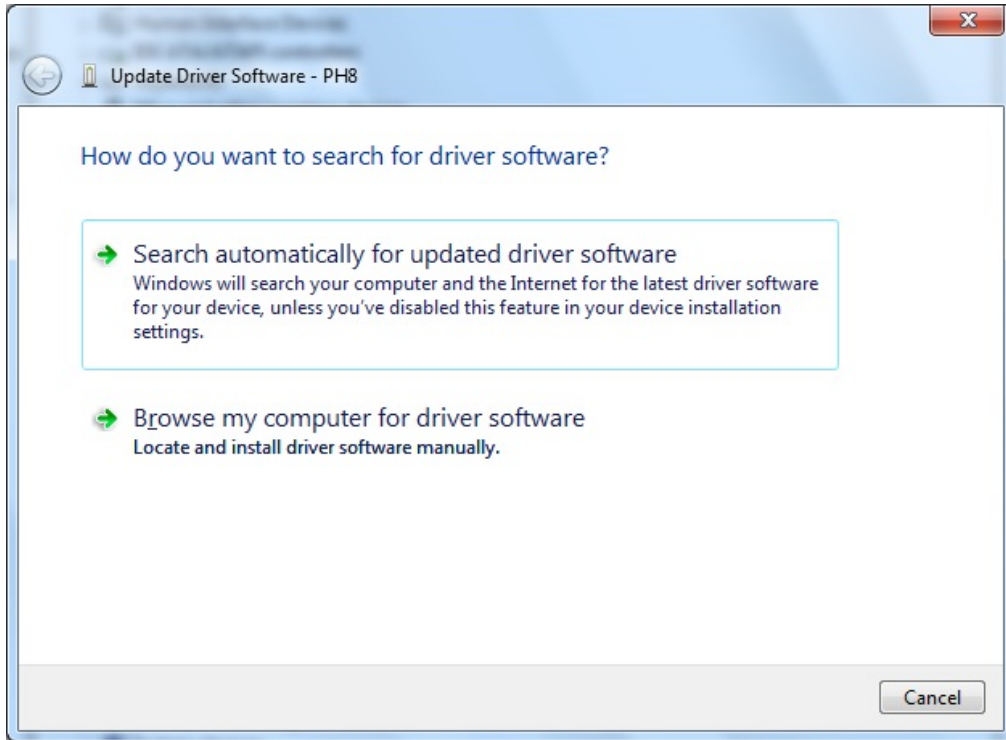 Update Driver Software - PH8
How do you want to search for driver software?
Search automatically for updated driver software
Windows will search your computer and the Internet for the latest driver software
for your device, unless you've disabled this feature in your device installation
settings.
Browse my computer for driver software
Locate and install driver software manually.
Cancel